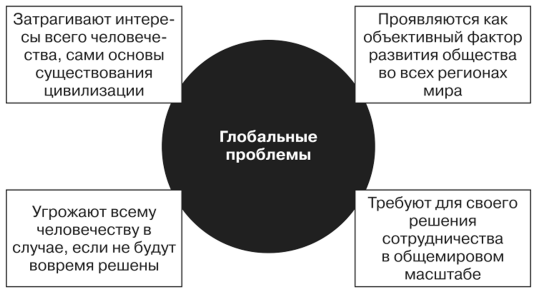 Затрагивают интере-
сы всего человече-
ства, сами основы
существования
цивилизации
Проявляются как
объективный фактор
развития общества
во всех регионах
мира
Глобальные
проблемы
Угрожают всему
человечеству в
случае, если не будут
вовремя решены
Требуют для своего
решения
сотрудничества
в общемировом
масштабе